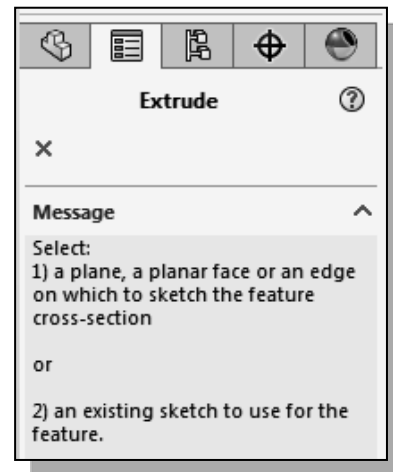 Extrude
Message
Select:
1) a plane, a planar face or an edge
on which to sketch the feature
cross-section
or
2) an existing sketch to use for the
feature.